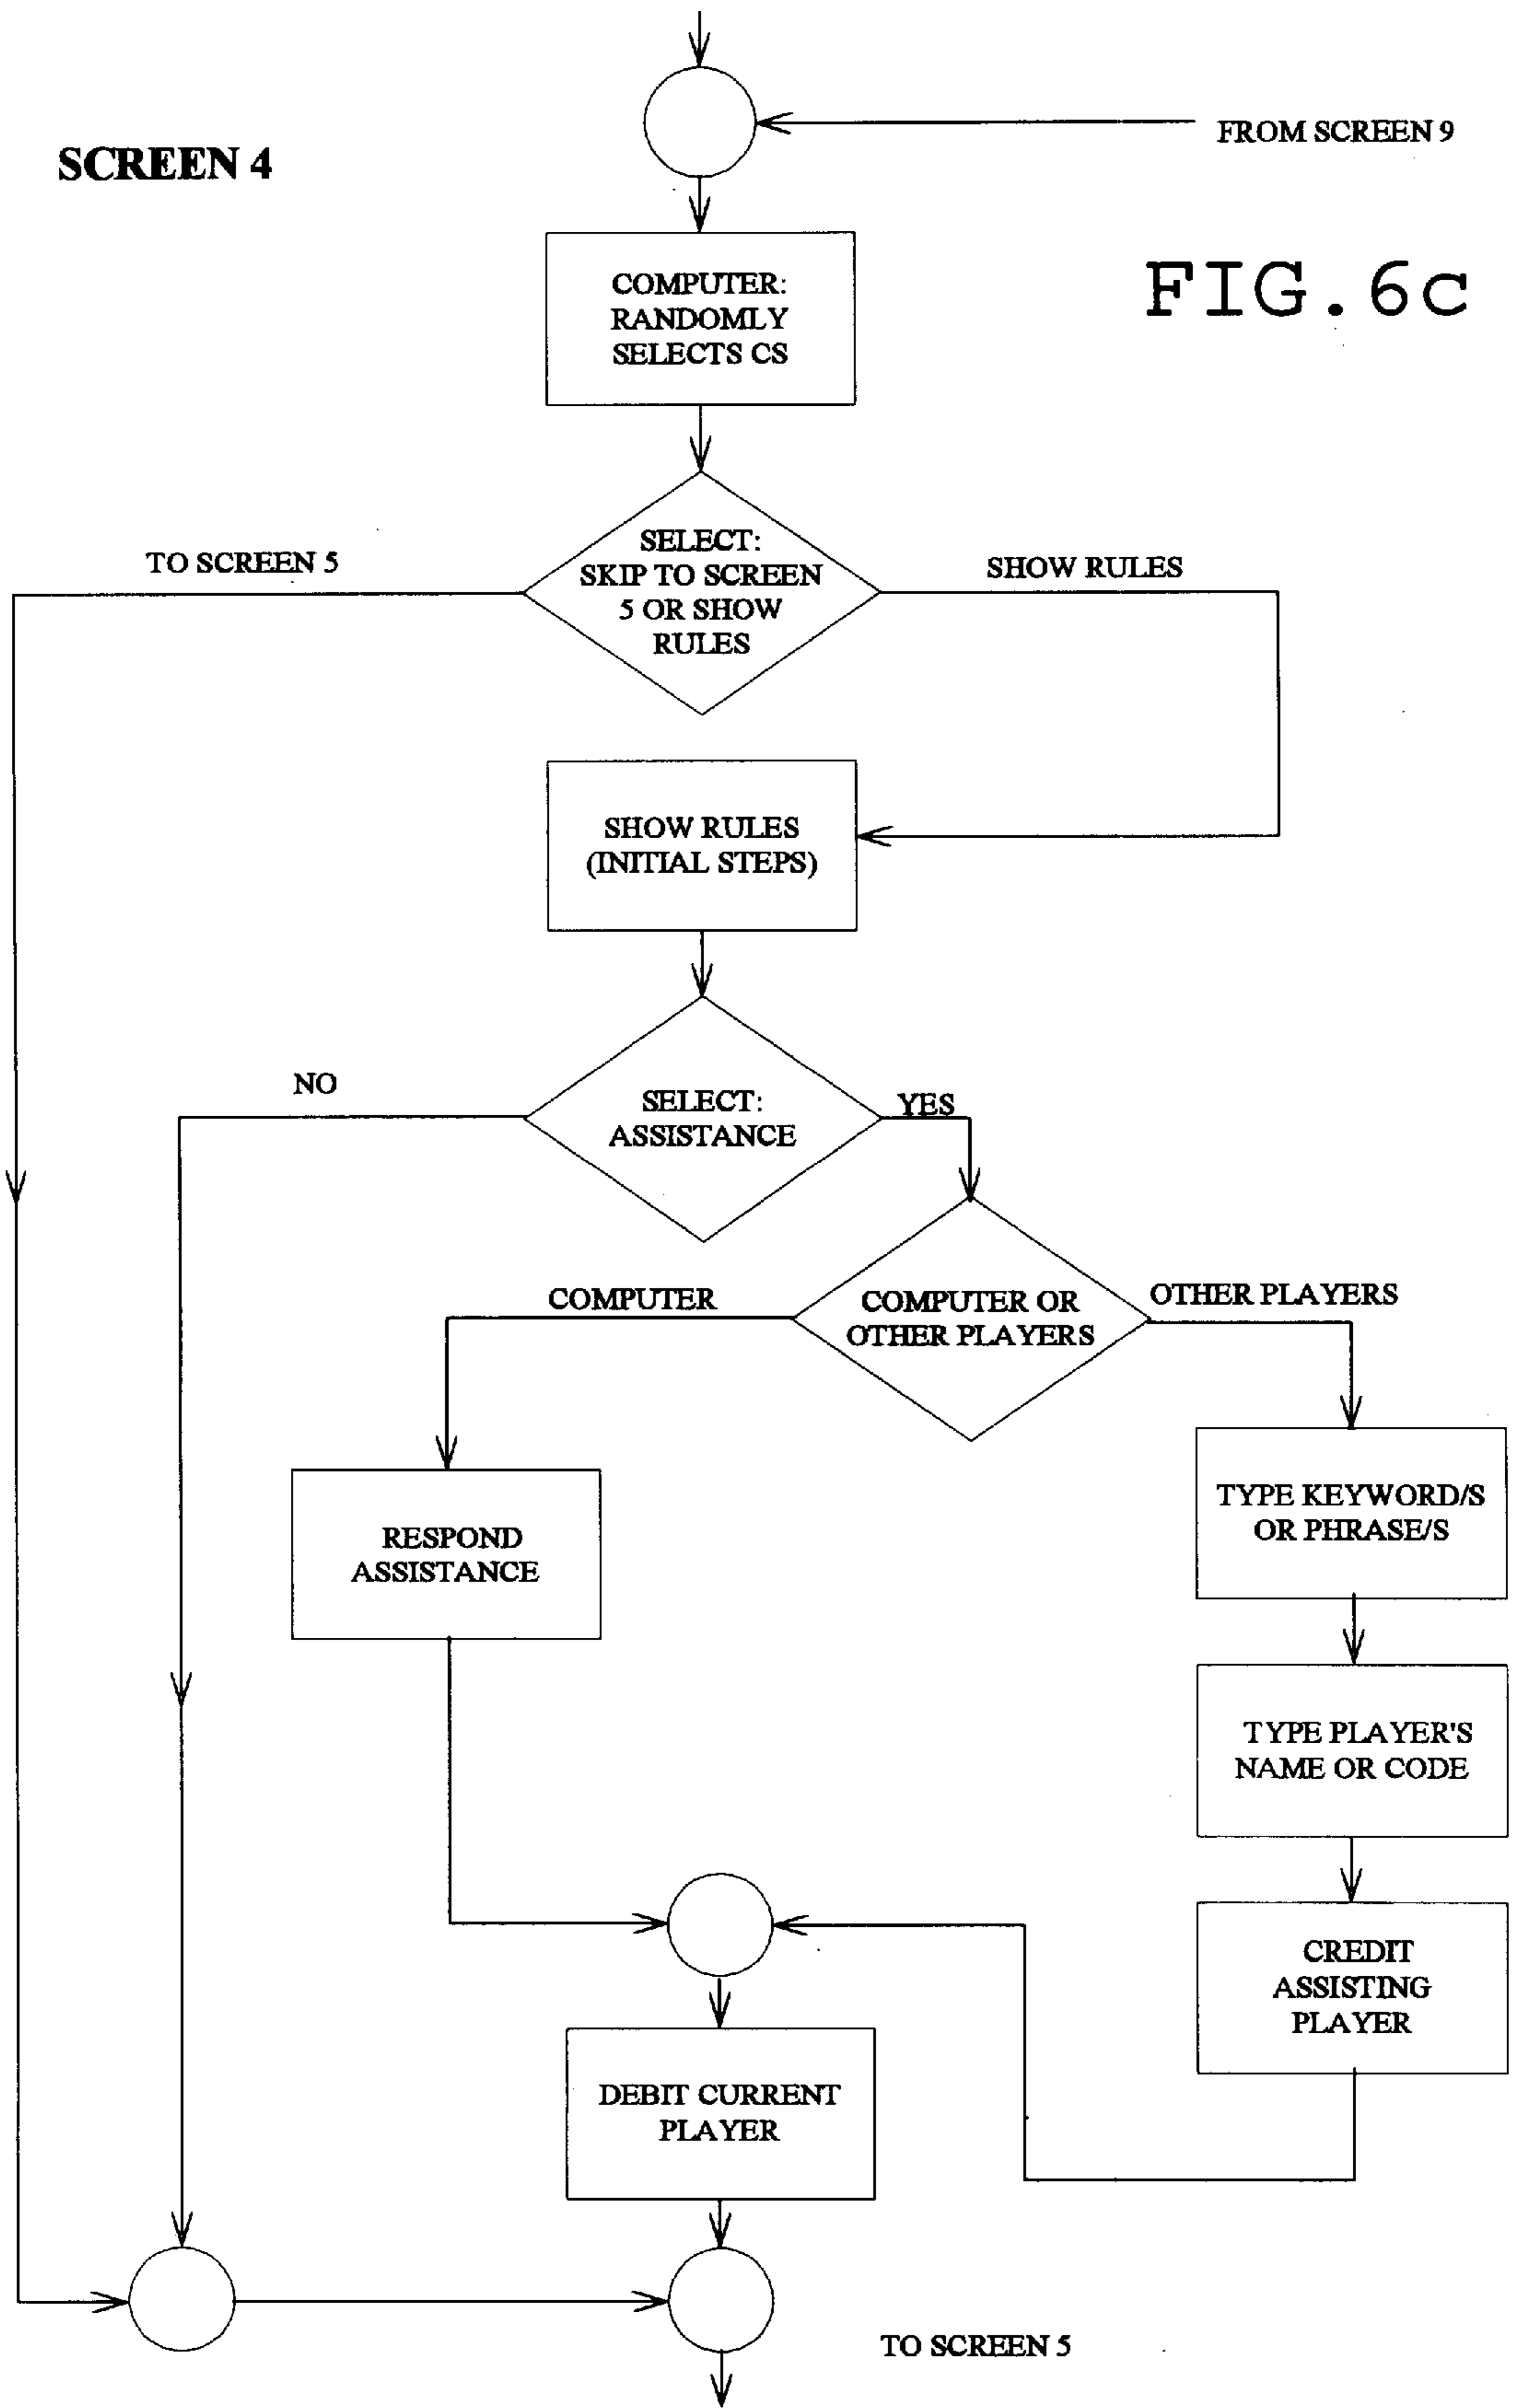 FROM SCREEN 9
SCREEN 4
FIG. 6c
COMPUTER:
RANDOMLY
SELECTS CS
SELECT:
SKIP TO SCREEN
5 OR SHOW
RULES
TO SCREEN 5
SHOW RULES
SHOW RULES
(INITIAL STEPS)
SELECT:
ASSISTANCE
NO
YES
COMPUTER OR
OTHER PLAYERS
COMPUTER
OTHER PLAYERS
RESPOND
ASSISTANCE
TYPE KEYWORD/S
OR PHRASE/S
TYPE PLAYER'S
NAME OR CODE
CREDIT
ASSISTING
PLAYER
DEBIT CURRENT
PLAYER
TO SCREEN 5